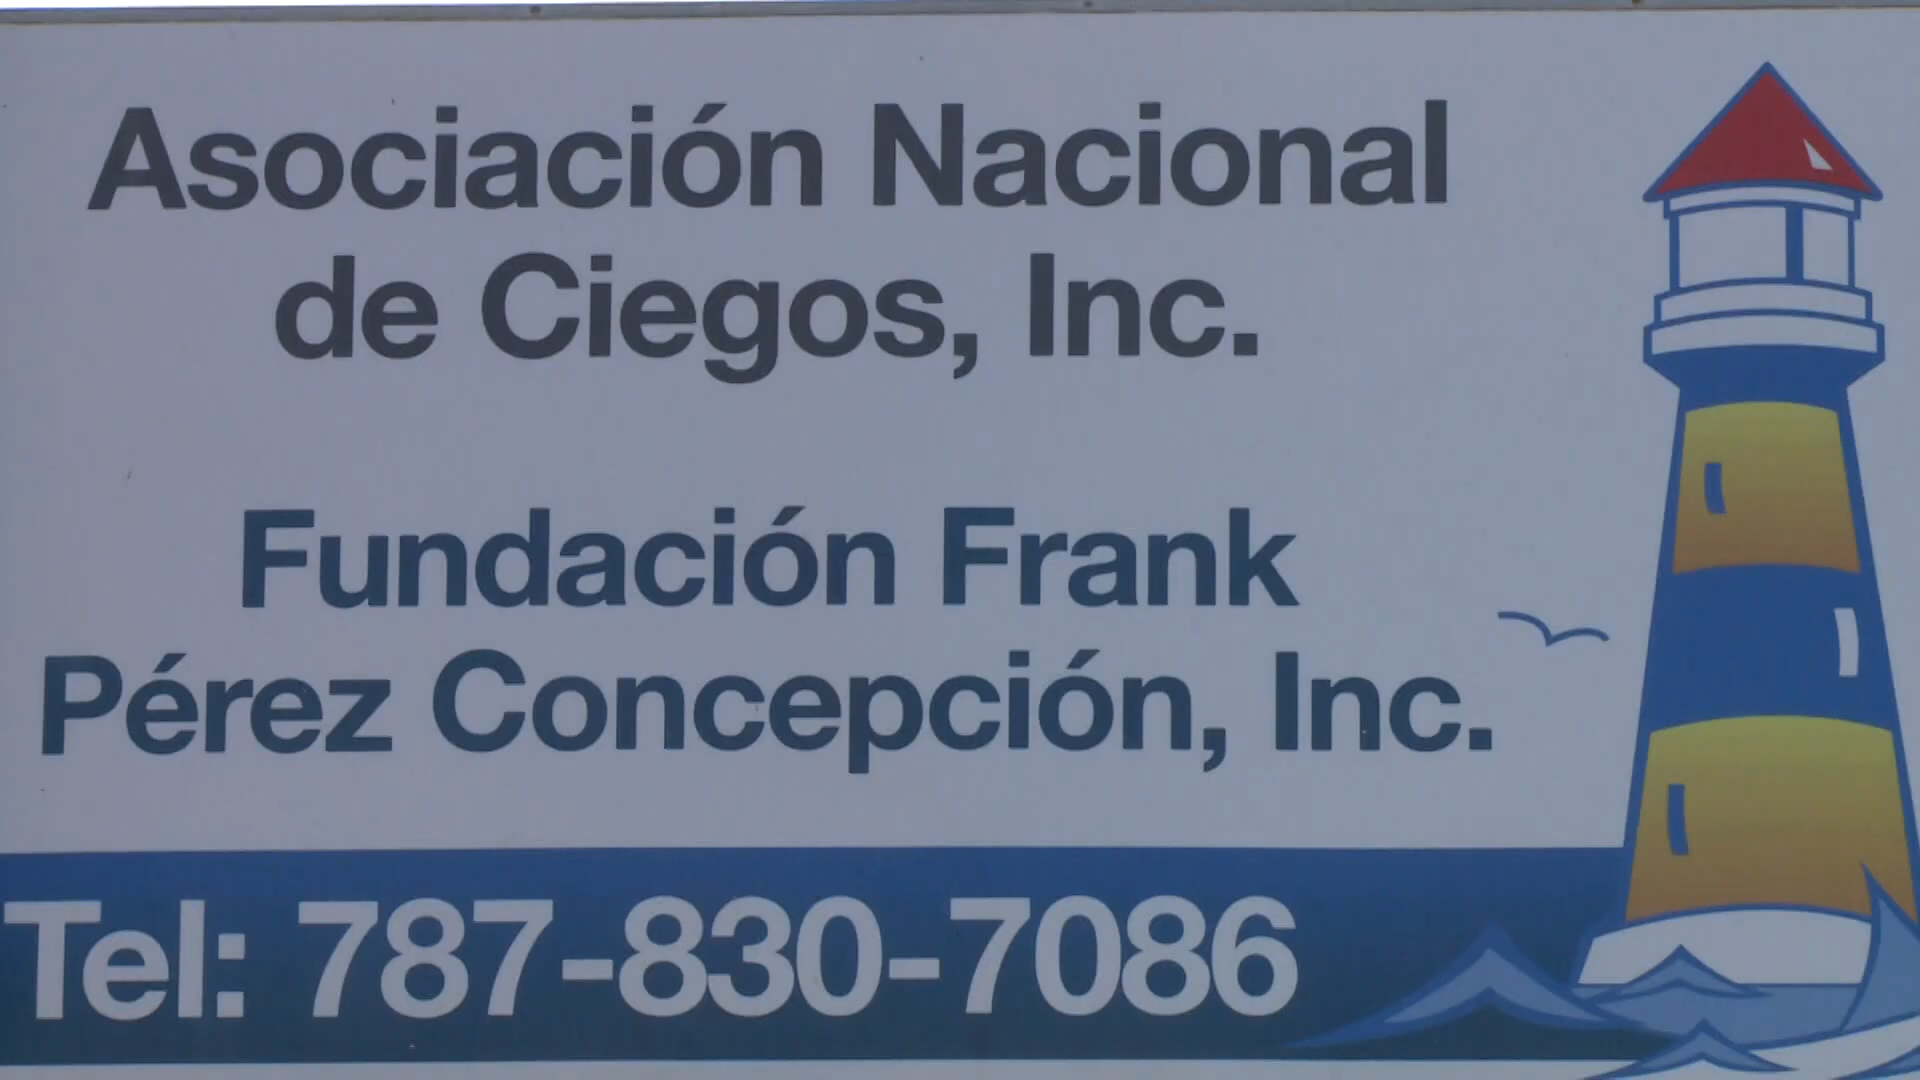 Asociación Nacional
de Ciegos, Inc.
Fundación Frank
Pérez Concepción, Inc.
Tel: 787-830-7086